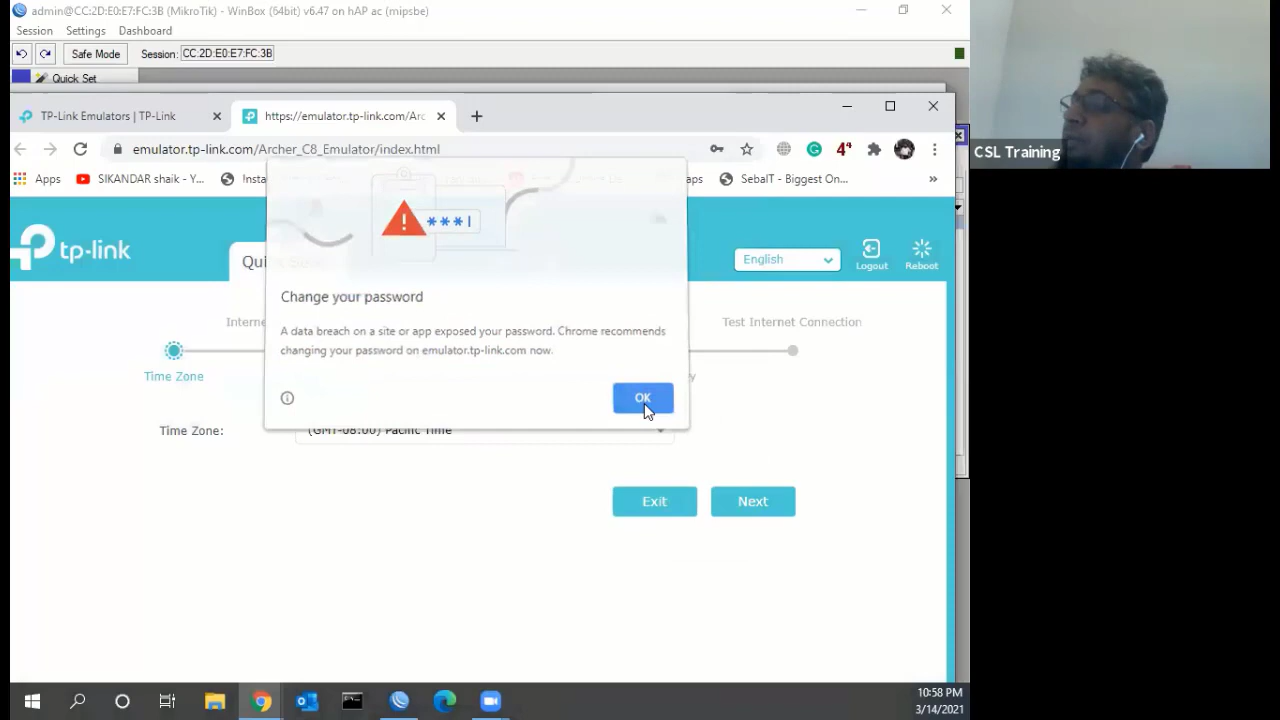 admin@CC:2D:E0:E7:FC:3B (MikroTik) - WinBox (64bit) v6.47 on hAP ac (mipsbe)
Session Settings Dashboard
Safe Mode Session: CC:2D:E0:E7:FC:3B
Quick Set
TP-Link Emulators | TP-Link
https://emulator.tp-link.com/Arc
emulator.tp-link.com/Archer_C8_Emulator/index.html
4*
CSL Training
Apps SIKANDAR shaik - Y... Insta aps SebaIT - Biggest On... »
tp-link
Qui
English
Logout
Reboot
***|
Change your password
A data breach on a site or app exposed your password. Chrome recommends
changing your password on emulator.tp-link.com now.
OK
Interne
Test Internet Connection
Time Zone
y
Time Zone:
(GMT-08:00) Pacific Time
Exit
Next
10:58 PM
3/14/2021